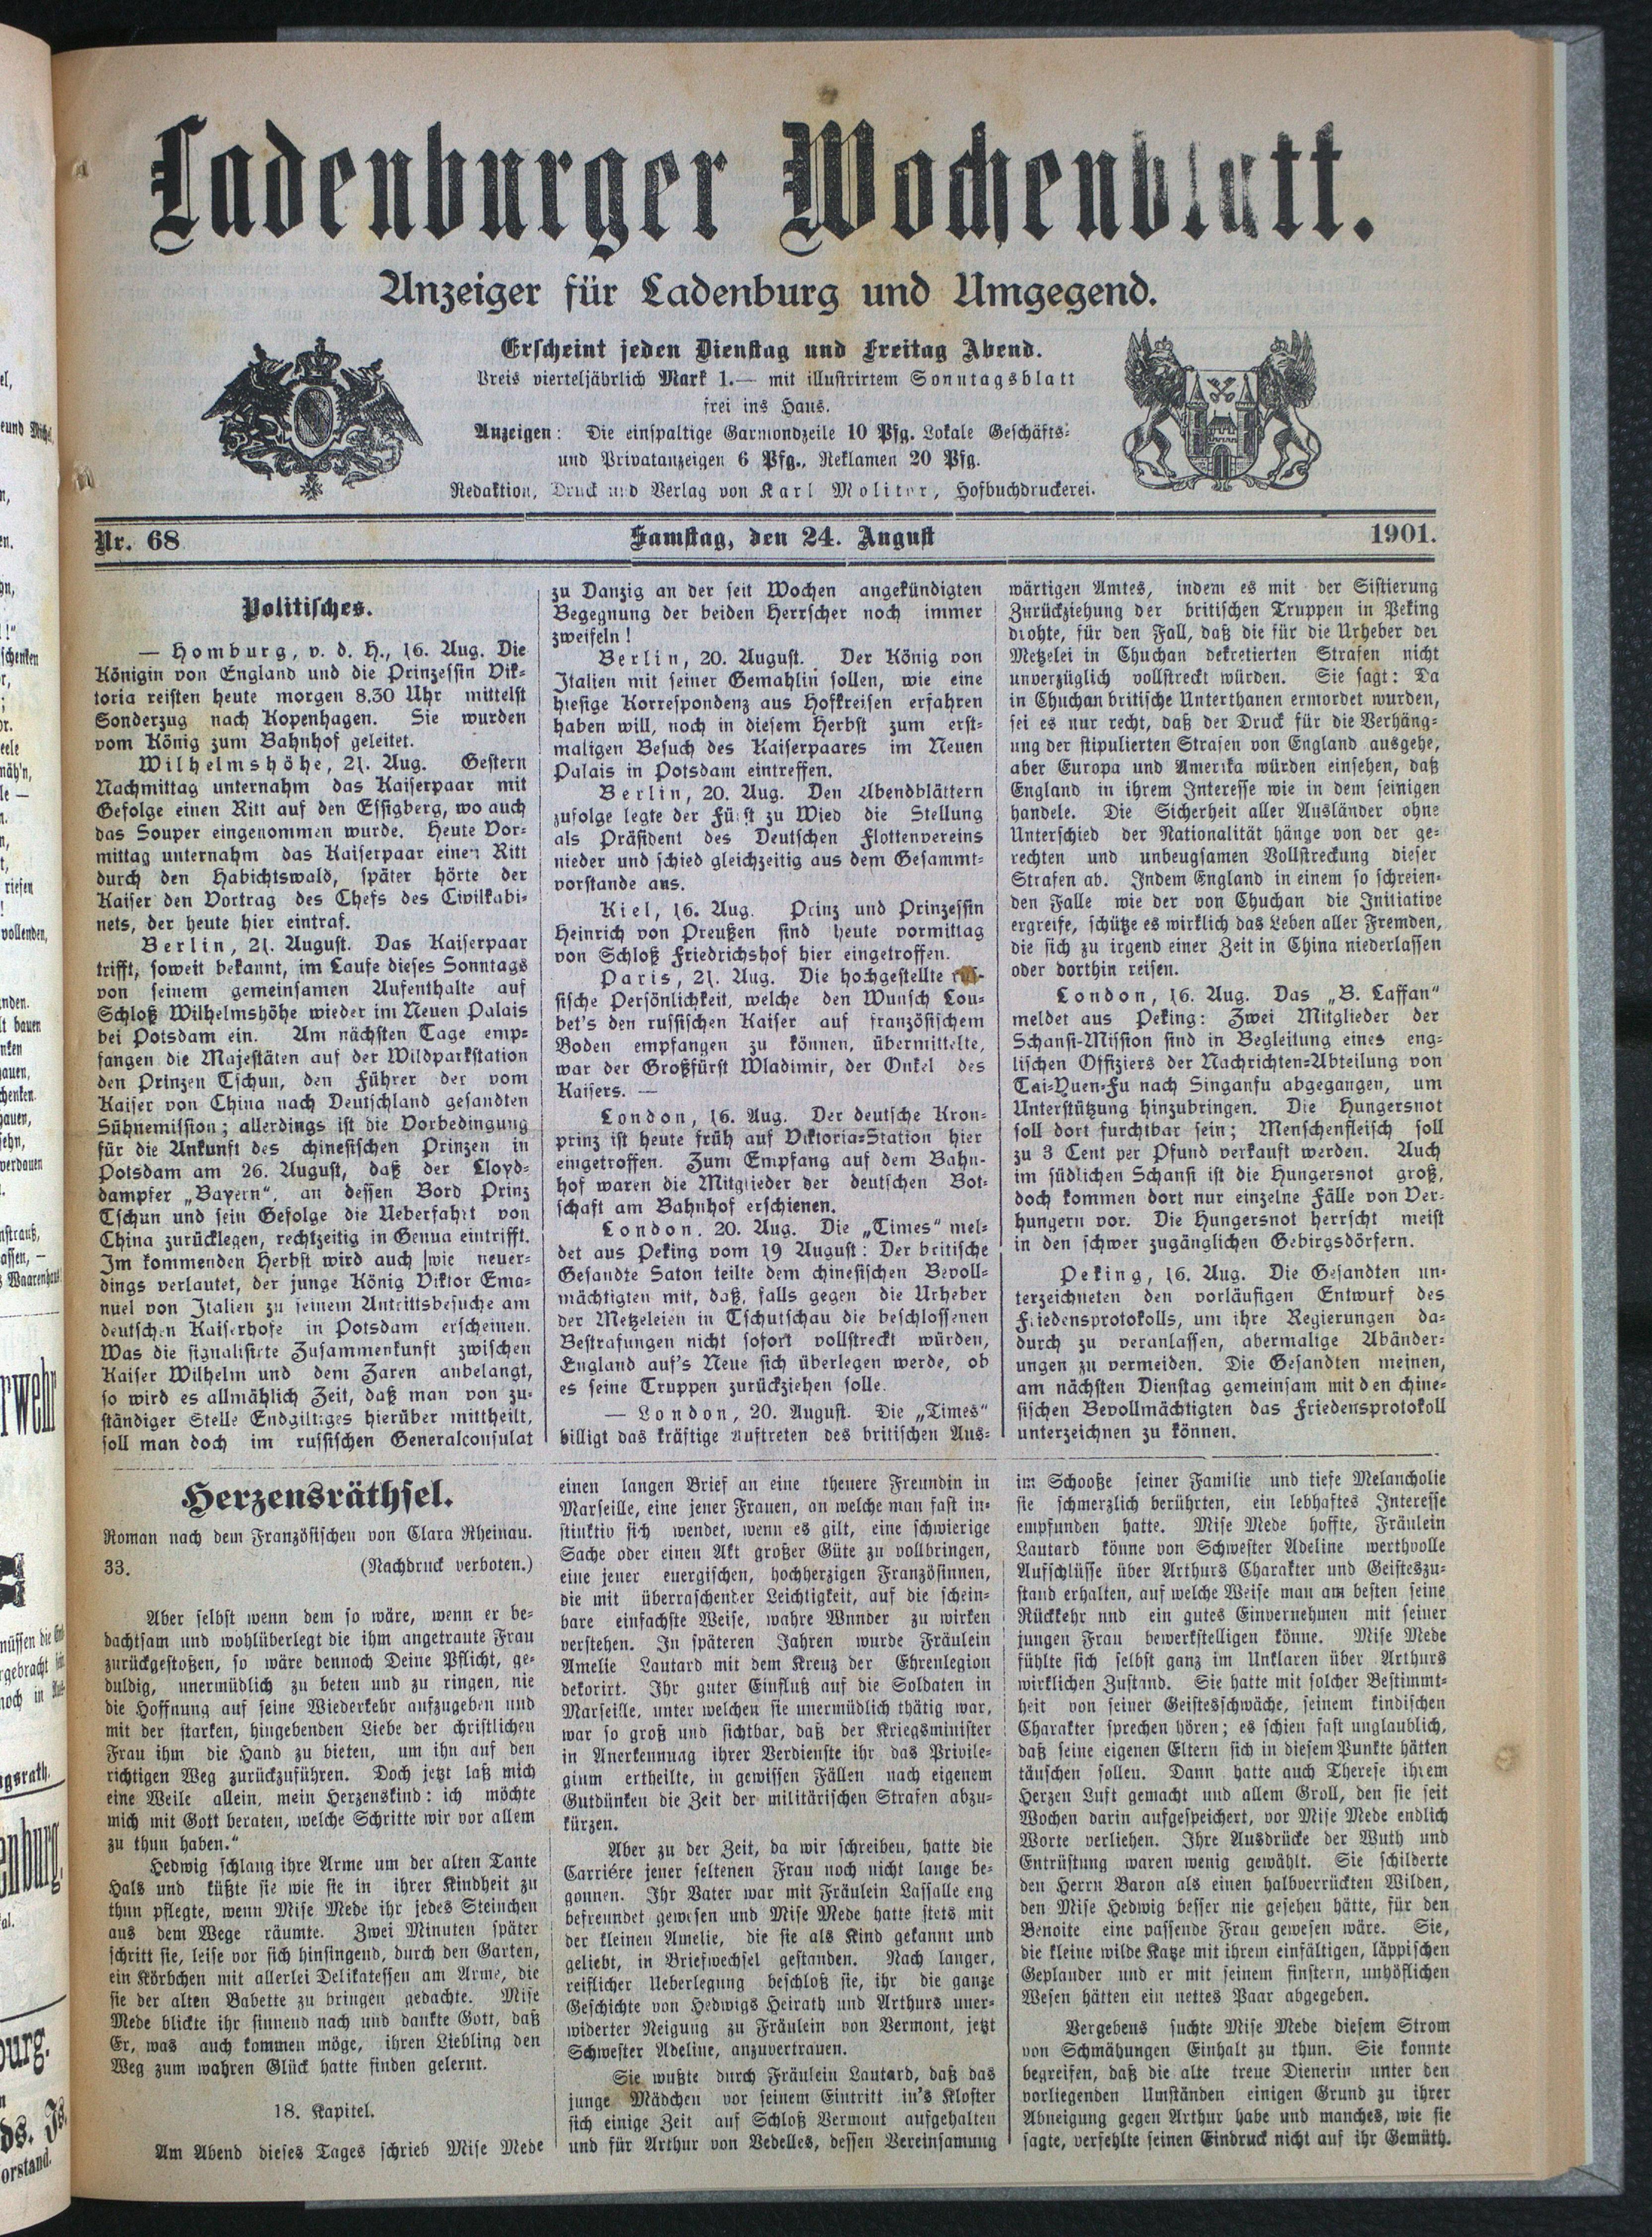 Ladenburger Wochenblatt.
Anzeiger für Ladenburg und Umgegend.
Erscheint jeden Dienstag und Freitag Abend.
Preis vierteljährlich Mark 1.— mit illustrirtem Sonntagsblatt
frei ins Haus.
Anzeigen: Die einspaltige Garmondzeile 10 Pfg. Lokale Geschäfts-
und Privatanzeigen 6 Pfg., Reklamen 20 Pfg.
Redaktion, Druck und Verlag von Karl Molitor, Hofbuchdruckerei.
Nr. 68
Samstag, den 24. August
1901.
Politisches.
— Homburg, v. d. H., 16. Aug. Die
Königin von England und die Prinzessin Vik-
toria reisten heute morgen 8.30 Uhr mittelst
Sonderzug nach Kopenhagen. Sie wurden
vom König zum Bahnhof geleitet.
Wilhelmshöhe, 21. Aug. Gestern
Nachmittag unternahm das Kaiserpaar mit
Gefolge einen Ritt auf den Essigberg, wo auch
das Souper eingenommen wurde. Heute Vor-
mittag unternahm das Kaiserpaar einen Ritt
durch den Habichtswald, später hörte der
Kaiser den Vortrag des Chefs des Civilkabi-
nets, der heute hier eintraf.
Berlin, 21. August. Das Kaiserpaar
trifft, soweit bekannt, im Laufe dieses Sonntags
von seinem gemeinsamen Aufenthalte auf
Schloß Wilhelmshöhe wieder im Neuen Palais
bei Potsdam ein. Am nächsten Tage emp-
fangen die Majestäten auf der Wildparkstation
den Prinzen Tschun, den Führer der vom
Kaiser von China nach Deutschland gesandten
Sühnemission; allerdings ist die Vorbedingung
für die Ankunft des chinesischen Prinzen in
Potsdam am 26. August, daß der Lloyd-
dampfer „Bayern", an dessen Bord Prinz
Tschun und sein Gefolge die Ueberfahrt von
China zurücklegen, rechtzeitig in Genua eintrifft.
Im kommenden Herbst wird auch wie neuer-
dings verlautet, der junge König Viktor Ema-
nuel von Italien zu seinem Antrittsbesuche am
deutschen Kaiserhofe in Potsdam erscheinen.
Was die signalisirte Zusammenkunft zwischen
Kaiser Wilhelm und dem Zaren anbelangt,
so wird es allmählich Zeit, daß man von zu-
ständiger Stelle Endgiltiges hierüber mittheilt,
soll man doch im russischen Generalconsulat
zu Danzig an der seit Wochen angekündigten
Begegnung der beiden Herrscher noch immer
zweifeln!
Berlin, 20. August. Der König von
Italien mit seiner Gemahlin sollen, wie eine
hiesige Korrespondenz aus Hofkreisen erfahren
haben will, noch in diesem Herbst zum erst-
maligen Besuch des Kaiserpaares im Neuen
Palais in Potsdam eintreffen.
Berlin, 20. Aug. Den Abendblättern
zufolge legte der Fürst zu Wied die Stellung
als Präsident des Deutschen Flottenvereins
nieder und schied gleichzeitig aus dem Gesammt-
vorstande aus.
Kiel, 16. Aug. Prinz und Prinzessin
Heinrich von Preußen sind heute vormittag
von Schloß Friedrichshof hier eingetroffen.
Paris, 21. Aug. Die hochgestellte rus-
sische Persönlichkeit, welche den Wunsch Lou-
bet's den russischen Kaiser auf französischem
Boden empfangen zu können, übermittelte,
war der Großfürst Wladimir, der Onkel des
Kaisers. —
London, 16. Aug. Der deutsche Kron-
prinz ist heute früh auf Viktoria-Station hier
eingetroffen. Zum Empfang auf dem Bahn-
hof waren die Mitglieder der deutschen Bot-
schaft am Bahnhof erschienen.
London. 20. Aug. Die „Times" mel-
det aus Peking vom 19 August: Der britische
Gesandte Saton teilte dem chinesischen Bevoll-
mächtigten mit, daß, falls gegen die Urheber
der Metzeleien in Tschutschau die beschlossenen
Bestrafungen nicht sofort vollstreckt würden,
England auf's Neue sich überlegen werde, ob
es seine Truppen zurückziehen solle.
— London, 20. August. Die „Times"
billigt das kräftige Auftreten des britischen Aus-
wärtigen Amtes, indem es mit der Sistierung
Zurückziehung der britischen Truppen in Peking
drohte, für den Fall, daß die für die Urheber der
Metzelei in Chuchan dekretierten Strafen nicht
unverzüglich vollstreckt würden. Sie sagt: Da
in Chuchan britische Unterthanen ermordet wurden,
sei es nur recht, daß der Druck für die Verhäng-
ung der stipulierten Strafen von England ausgehe,
aber Europa und Amerika würden einsehen, daß
England in ihrem Interesse wie in dem seinigen
handele. Die Sicherheit aller Ausländer ohne
Unterschied der Nationalität hänge von der ge-
rechten und unbeugsamen Vollstreckung dieser
Strafen ab. Indem England in einem so schreien-
den Falle wie der von Chuchan die Initiative
ergreife, schütze es wirklich das Leben aller Fremden,
die sich zu irgend einer Zeit in China niederlassen
oder dorthin reisen.
London, 16. Aug. Das „B. Laffan"
meldet aus Peking: Zwei Mitglieder der
Schansi-Mission sind in Begleitung eines eng-
lischen Offiziers der Nachrichten-Abteilung von
Tai-Yuen-Fu nach Singanfu abgegangen, um
Unterstützung hinzubringen. Die Hungersnot
soll dort furchtbar sein; Menschenfleisch soll
zu 3 Cent per Pfund verkauft werden. Auch
im südlichen Schansi ist die Hungersnot groß,
doch kommen dort nur einzelne Fälle von Ver-
hungern vor. Die Hungersnot herrscht meist
in den schwer zugänglichen Gebirgsdörfern.
Peking, 16. Aug. Die Gesandten un-
terzeichneten den vorläufigen Entwurf des
Friedensprotokolls, um ihre Regierungen da-
durch zu veranlassen, abermalige Abänder-
ungen zu vermeiden. Die Gesandten meinen,
am nächsten Dienstag gemeinsam mit den chine-
sischen Bevollmächtigten das Friedensprotokoll
unterzeichnen zu können.
Herzensräthsel.
Roman nach dem Französischen von Clara Rheinau.
33. (Nachdruck verboten.)
Aber selbst wenn dem so wäre, wenn er be-
dachtsam und wohlüberlegt die ihm angetraute Frau
zurückgestoßen, so wäre dennoch Deine Pflicht, ge-
duldig, unermüdlich zu beten und zu ringen, nie
die Hoffnung auf seine Wiederkehr aufzugeben und
mit der starken, hingebenden Liebe der christlichen
Frau ihm die Hand zu bieten, um ihn auf den
richtigen Weg zurückzuführen. Doch jetzt laß mich
eine Weile allein, mein Herzenskind: ich möchte
mich mit Gott beraten, welche Schritte wir vor allem
zu thun haben."
Hedwig schlang ihre Arme um der alten Tante
Hals und küßte sie wie sie in ihrer Kindheit zu
thun pflegte, wenn Mise Mede ihr jedes Steinchen
aus dem Wege räumte. Zwei Minuten später
schritt sie, leise vor sich hinsingend, durch den Garten,
ein Körbchen mit allerlei Delikatessen am Arme, die
sie der alten Babette zu bringen gedachte. Mise
Mede blickte ihr sinnend nach und dankte Gott, daß
Er, was auch kommen möge, ihren Liebling den
Weg zum wahren Glück hatte finden gelernt.
18. Kapitel.
Am Abend dieses Tages schrieb Mise Mede
einen langen Brief an eine theuere Freundin in
Marseille, eine jener Frauen, an welche man fast in-
stinktiv sich wendet, wenn es gilt, eine schwierige
Sache oder einen Akt großer Güte zu vollbringen,
eine jener energischen, hochherzigen Französinnen,
die mit überraschender Leichtigkeit, auf die schein-
bare einfachste Weise, wahre Wnnder zu wirken
verstehen. In späteren Jahren wurde Fräulein
Amelie Lautard mit dem Kreuz der Ehrenlegion
dekorirt. Ihr guter Einfluß auf die Soldaten in
Marseille, unter welchen sie unermüdlich thätig war,
war so groß und sichtbar, daß der Kriegsminister
in Anerkennung ihrer Verdienste ihr das Privile-
gium ertheilte, in gewissen Fällen nach eigenem
Gutdünken die Zeit der militärischen Strafen abzu-
kürzen.
Aber zu der Zeit, da wir schreiben, hatte die
Carriére jener seltenen Frau noch nicht lange be-
gonnen. Ihr Vater war mit Fräulein Lassalle eng
befreundet gewesen und Mise Mede hatte stets mit
der kleinen Amelie, die sie als Kind gekannt und
geliebt, in Briefwechsel gestanden. Nach langer,
reiflicher Ueberlegung beschloß sie, ihr die ganze
Geschichte von Hedwigs Heirath und Arthurs uner-
widerter Neigung zu Fräulein von Vermont, jetzt
Schwester Adeline, anzuvertrauen.
Sie wußte durch Fräulein Lautard, daß das
junge Mädchen vor seinem Eintritt in's Kloster
sich einige Zeit auf Schloß Vermont aufgehalten
und für Arthur von Vedelles, dessen Vereinsamung
im Schooße seiner Familie und tiefe Melancholie
sie schmerzlich berührten, ein lebhaftes Interesse
empfunden hatte. Mise Mede hoffte, Fräulein
Lautard könne von Schwester Adeline werthvolle
Aufschlüsse über Arthurs Charakter und Geisteszu-
stand erhalten, auf welche Weise man am besten seine
Rückkehr nnd ein gutes Einvernehmen mit seiner
jungen Frau bewerkstelligen könne. Mise Mede
fühlte sich selbst ganz im Unklaren über Arthurs
wirklichen Zustand. Sie hatte mit solcher Bestimmt-
heit von seiner Geistesschwäche, seinem kindischen
Charakter sprechen hören; es schien fast unglaublich,
daß seine eigenen Eltern sich in diesem Punkte hätten
täuschen sollen. Dann hatte auch Therese ihrem
Herzen Luft gemacht und allem Groll, den sie seit
Wochen darin aufgespeichert, vor Mise Mede endlich
Worte verliehen. Ihre Ausdrücke der Wuth und
Entrüstung waren wenig gewählt. Sie schilderte
den Herrn Baron als einen halbverrückten Wilden,
den Mise Hedwig besser nie gesehen hätte, für den
Benoite eine passende Frau gewesen wäre. Sie,
die kleine wilde Katze mit ihrem einfältigen, läppischen
Geplauder und er mit seinem finstern, unhöflichen
Wesen hätten ein nettes Paar abgegeben.
Vergebens suchte Mise Mede diesem Strom
von Schmähungen Einhalt zu thun. Sie konnte
begreifen, daß die alte treue Dienerin unter den
vorliegenden Umständen einigen Grund zu ihrer
Abneigung gegen Arthur habe und manches, wie sie
sagte, verfehlte seinen Eindruck nicht auf ihr Gemüth.